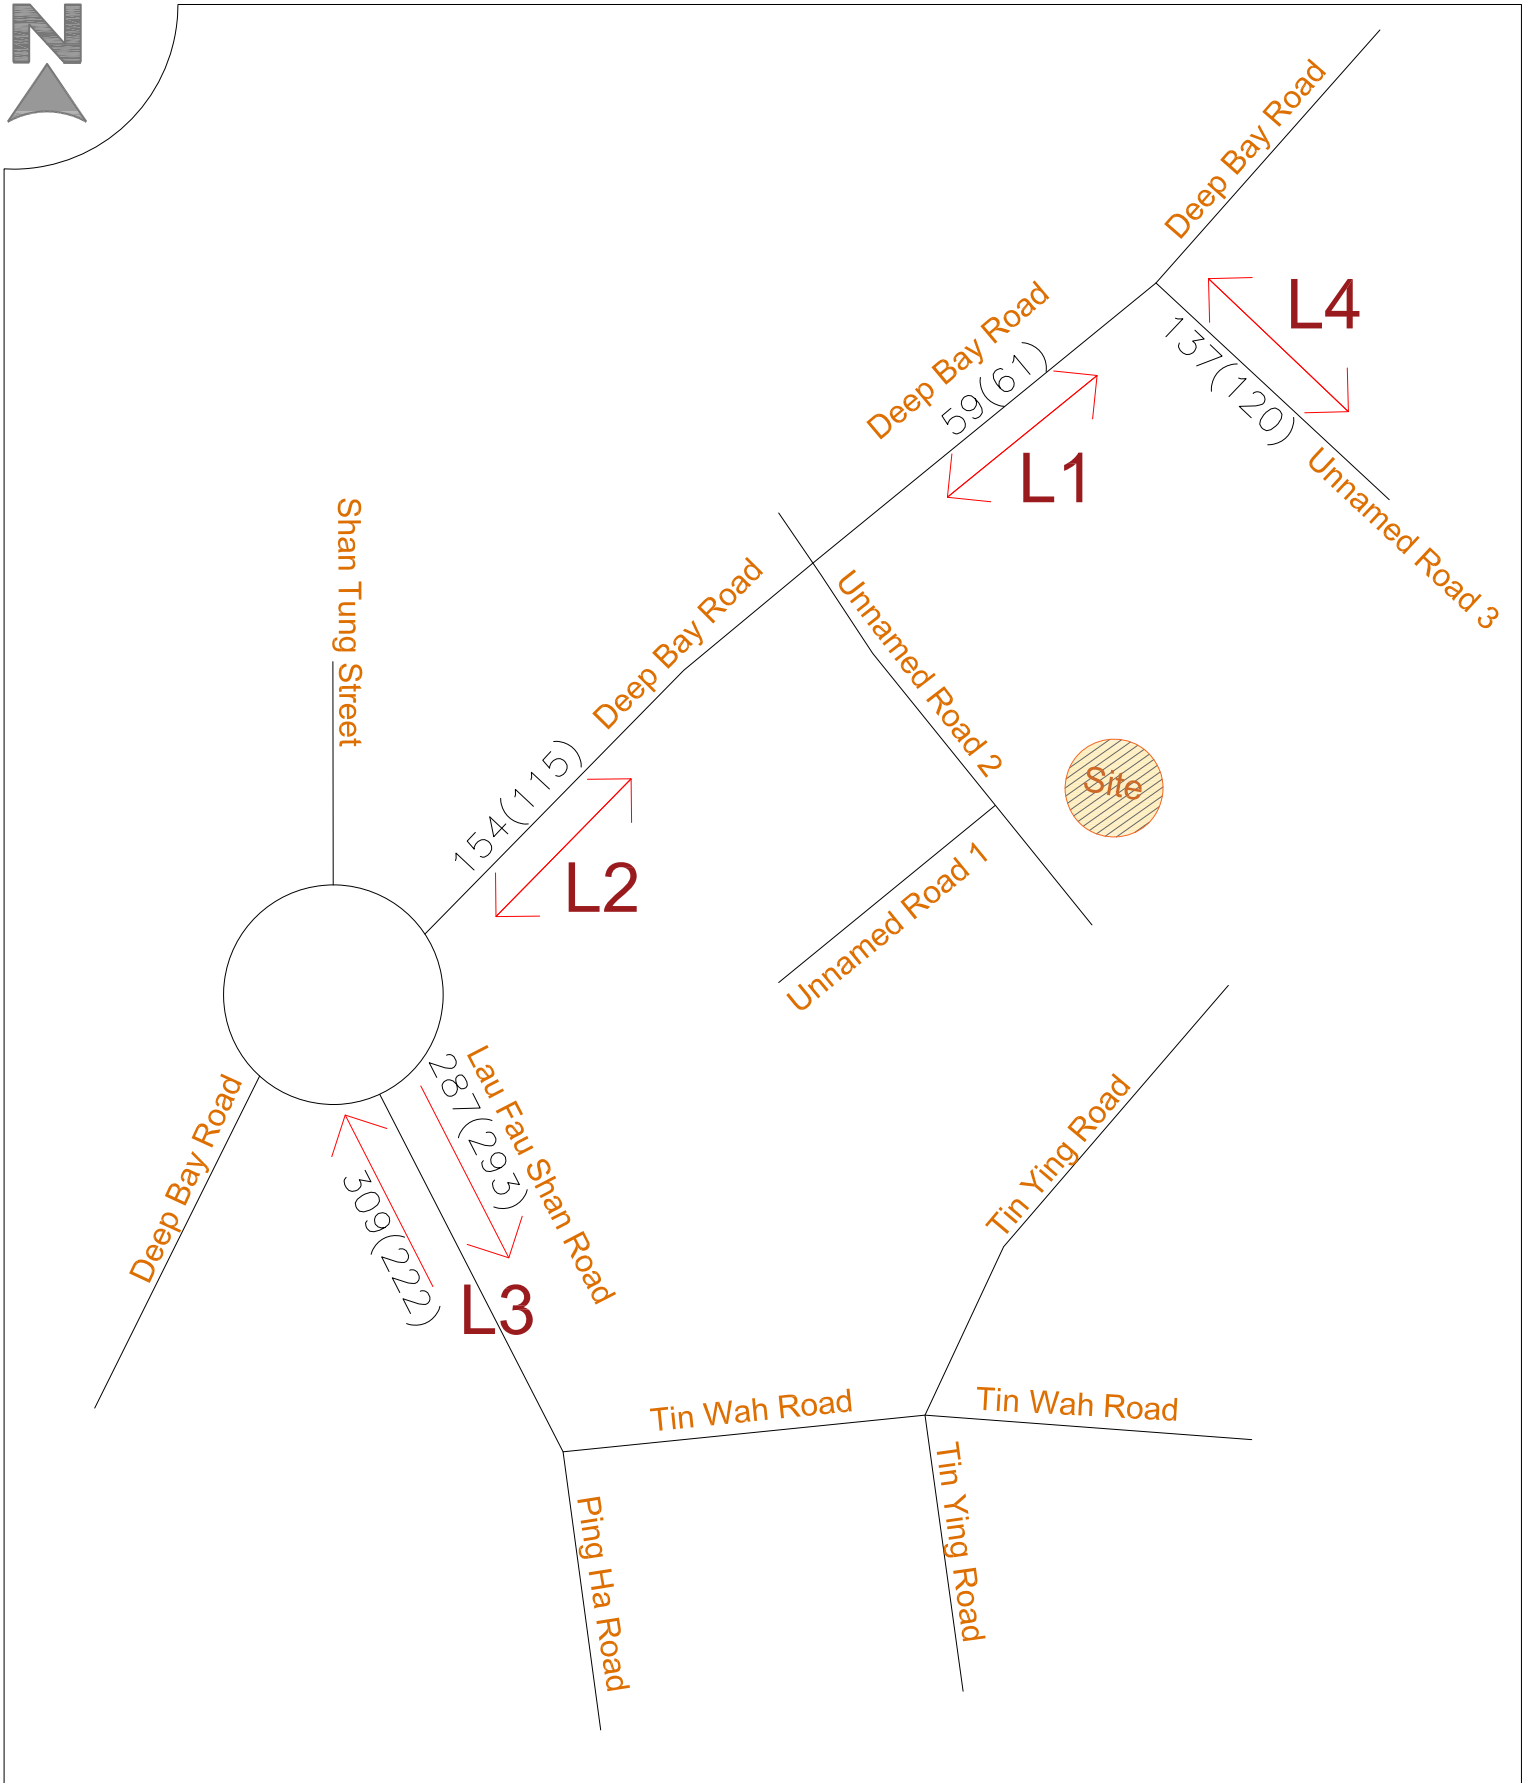 N
Deep Bay Road
L4
137(120)
Unnamed Road 3
Deep Bay Road
59(61)
L1
Shan Tung Street
Deep Bay Road
154(115)
L2
Unnamed Road 2
Site
Unnamed Road 1
Lau Fau Shan Road
287(293)
309(222)
L3
Deep Bay Road
Tin Ying Road
Tin Wah Road
Tin Wah Road
Tin Ying Road
Ping Ha Road